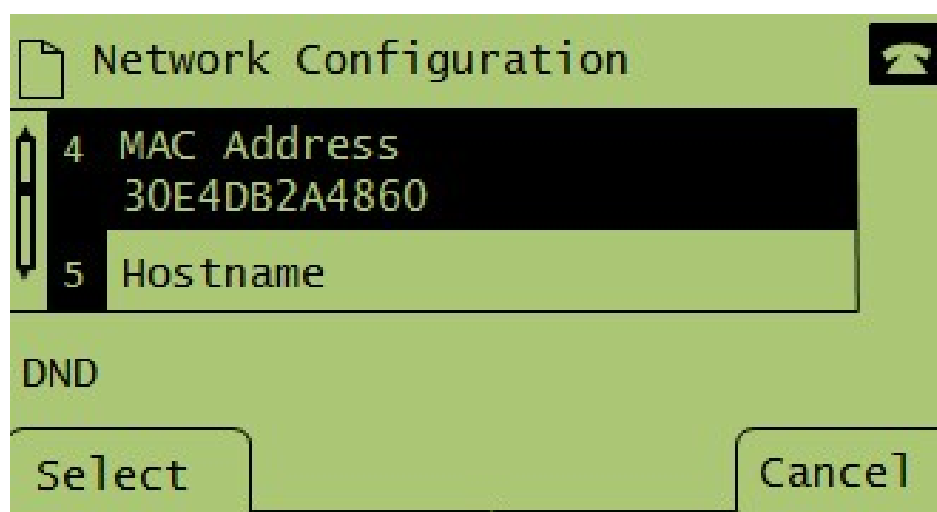 Network Configuration
4 MAC Address
30E4DB2A4860
5 Hostname
DND
Select
Cancel